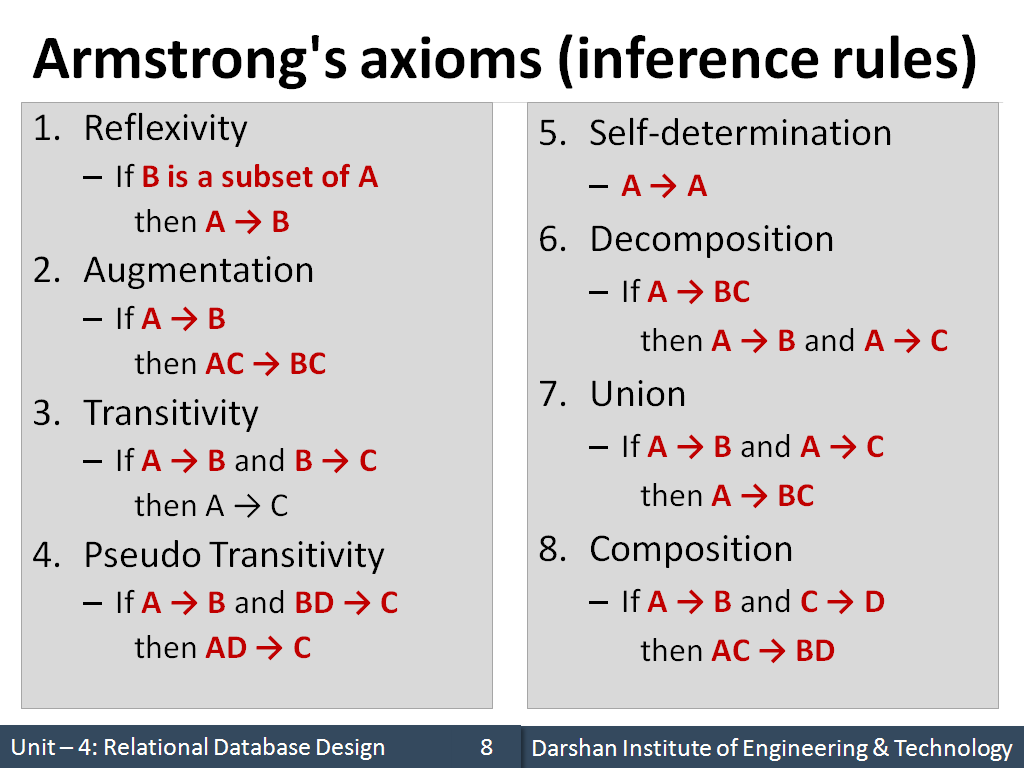 Armstrong's axioms (inference rules)
1. Reflexivity
– If B is a subset of A
then A → B
2. Augmentation
– If A → B
then AC → BC
3. Transitivity
– If A → B and B → C
then A → C
4. Pseudo Transitivity
– If A → B and BD → C
then AD → C
5. Self-determination
– A → A
6. Decomposition
– If A → BC
then A → B and A → C
7. Union
– If A → B and A → C
then A → BC
8. Composition
– If A → B and C → D
then AC → BD
Unit – 4: Relational Database Design 8 Darshan Institute of Engineering & Technology